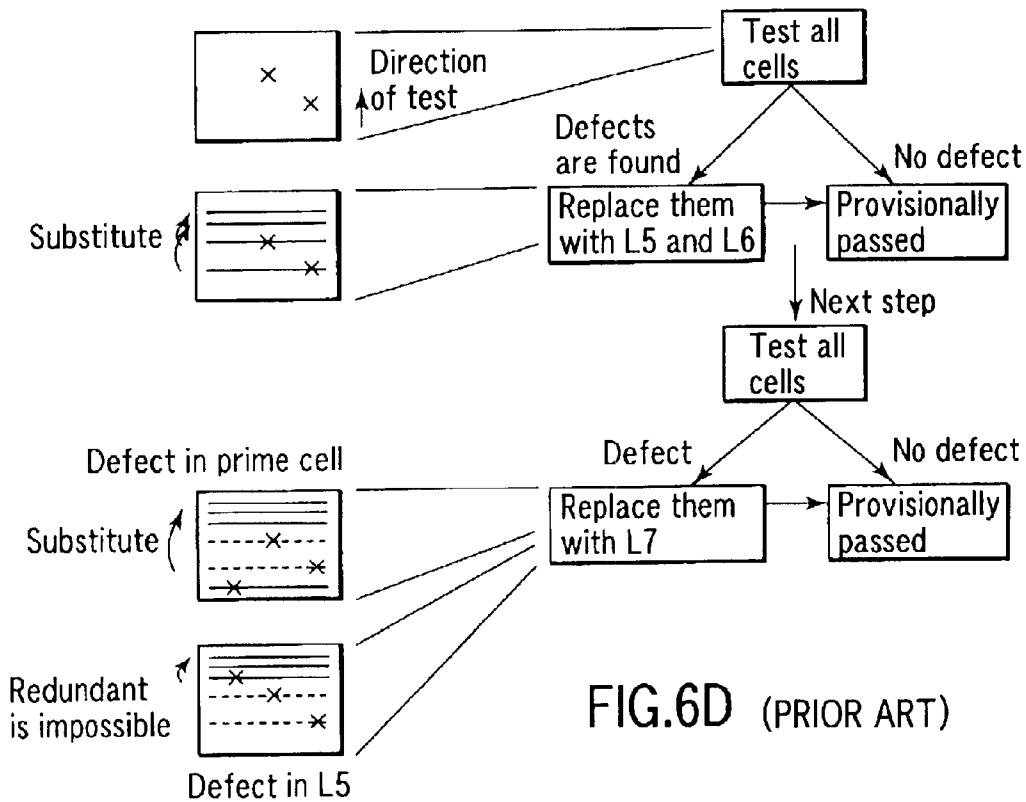 Direction
of test
Test all
cells
Defects
are found
No defect
Substitute
Replace them
with L5 and L6
Provisionally
passed
Next step
Test all
cells
Defect in prime cell
Defect
No defect
Substitute
Replace them
with L7
Provisionally
passed
Redundant
is impossible
Defect in L5
FIG.6D (PRIOR ART)